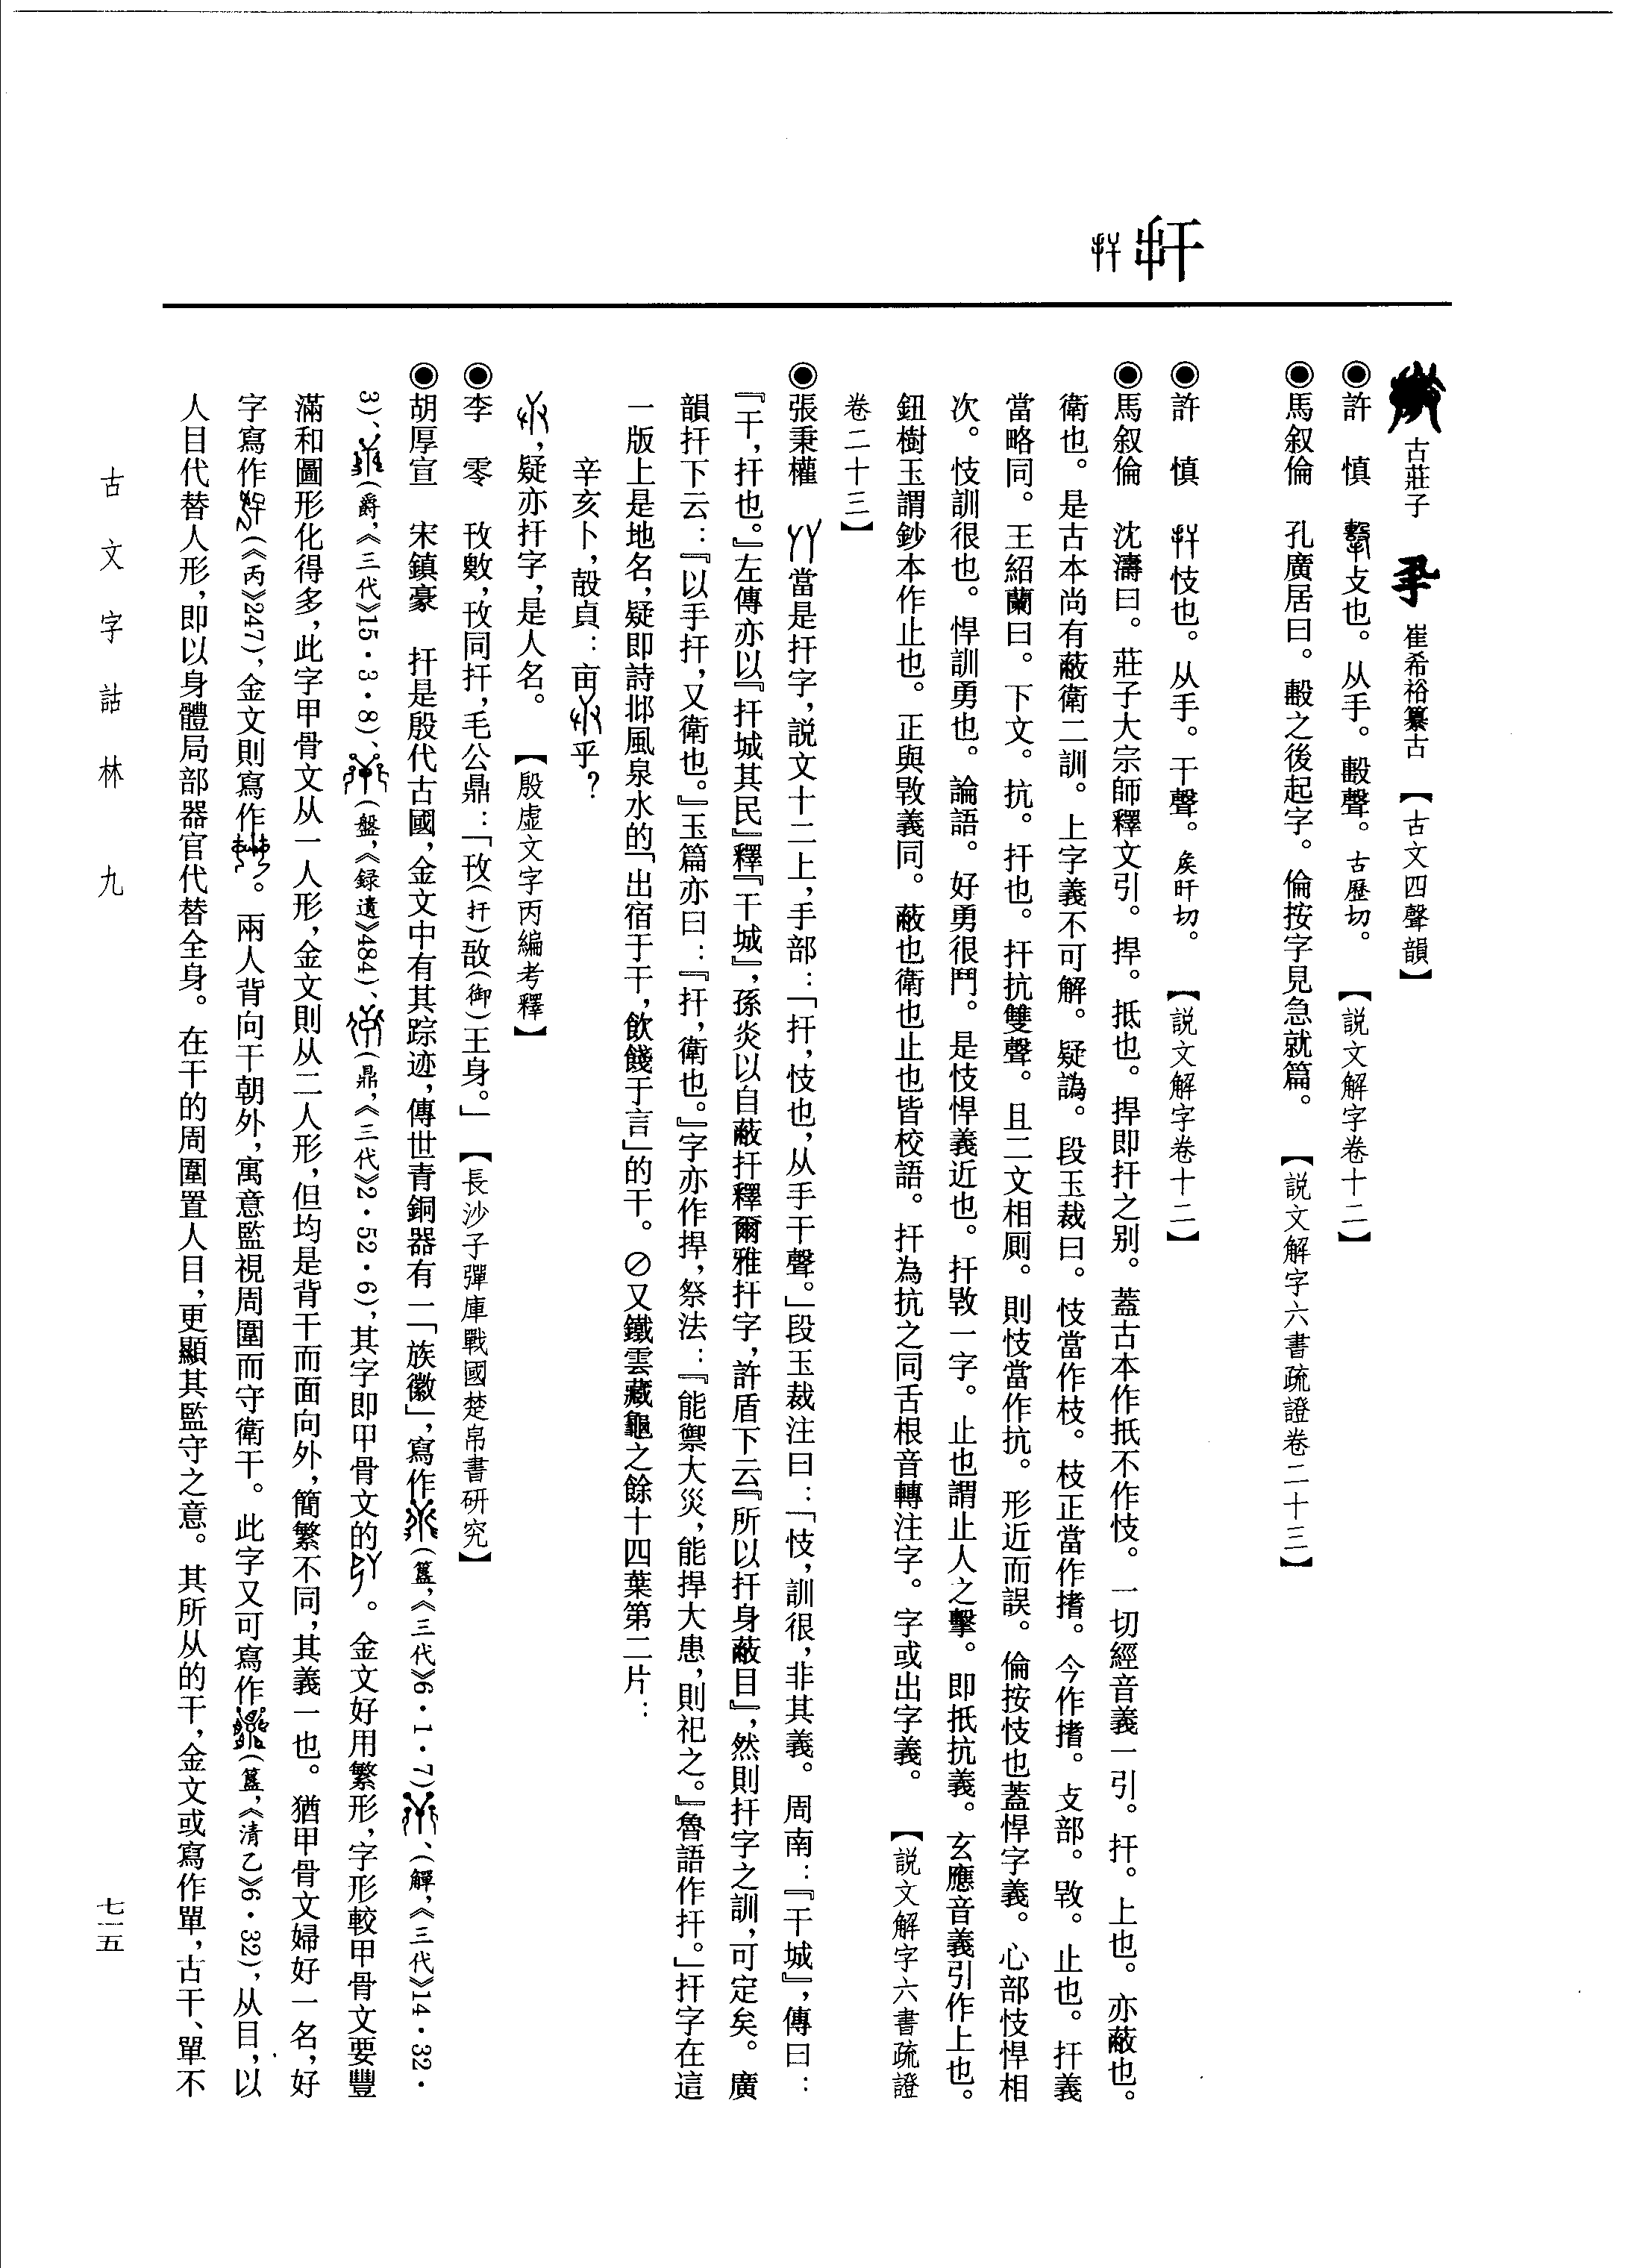 古莊子 崔希裕纂古 【古文四聲韻】
◉許 慎 攴也。从手。毄聲。古歷切。 【説文解字卷十二】
◉馬叙倫 孔廣居曰。毄之後起字。倫按字見急就篇。 【説文解字六書疏證卷二十三】
◉許 慎 忮也。从手。干聲。矦旰切。 【説文解字卷十二】
◉馬叙倫 沈濤曰。莊子大宗師釋文引。捍。抵也。捍即扞之别。蓋古本作抵不作忮。一切經音義一引。扞。上也。亦蔽也。
衛也。是古本尚有蔽衛二訓。上字義不可解。疑譌。段玉裁曰。忮當作枝。枝正當作搘。今作搘。攴部。㪋。止也。扞義
當略同。王紹蘭曰。下文。抗。扞也。扞抗雙聲。且二文相厠。則忮當作抗。形近而誤。倫按忮也蓋悍字義。心部忮悍相
次。忮訓很也。悍訓勇也。論語。好勇很鬥。是忮悍義近也。扞㪋一字。止也謂止人之擊。即抵抗義。玄應音義引作上也。
鈕樹玉謂鈔本作止也。正與㪋義同。蔽也衛也止也皆校語。扞為抗之同舌根音轉注字。字或出字義。 【説文解字六書疏證
卷二十三】
◉張秉權 當是扞字，説文十二上，手部：「扞，忮也，从手干聲。」段玉裁注曰：「忮，訓很，非其義。周南：『干城』，傳曰：
『干，扞也。』左傳亦以『扞城其民』釋『干城』，孫炎以自蔽扞釋爾雅扞字，許盾下云『所以扞身蔽目』，然則扞字之訓，可定矣。廣
韻扞下云：『以手扞，又衛也。』玉篇亦曰：『扞，衛也。』字亦作捍，祭法：『能禦大災，能捍大患，則祀之。』魯語作扞。」扞字在這
一版上是地名，疑即詩邶風泉水的「出宿于干，飲餞于言」的干。⊘又鐵雲藏龜之餘十四葉第二片：
辛亥卜，㱿貞：亩乎？
，疑亦扞字，是人名。 【殷虛文字丙編考釋】
◉李 零 攼敷，攼同扞，毛公鼎：「攼(扞)敔(御)王身。」 【長沙子彈庫戰國楚帛書研究】
◉胡厚宣 宋鎮豪 扞是殷代古國，金文中有其踪迹，傳世青銅器有一「族徽」，寫作(簋，《三代》6·1·7)、(觶，《三代》14·32·
3)、(爵，《三代》15·3·8)、(盤，《録遺》484)、(鼎，《三代》2·52·6)，其字即甲骨文的。金文好用繁形，字形較甲骨文要豐
滿和圖形化得多，此字甲骨文从一人形，金文則从二人形，但均是背干而面向外，簡繁不同，其義一也。猶甲骨文婦好一名，好
字寫作(《丙》247)，金文則寫作。兩人背向干朝外，寓意監視周圍而守衛干。此字又可寫作(簋，《清乙》6·32)，从目，以
人目代替人形，即以身體局部器官代替全身。在干的周圍置人目，更顯其監守之意。其所从的干，金文或寫作單，古干、單不
古文字詁林 九
七一五